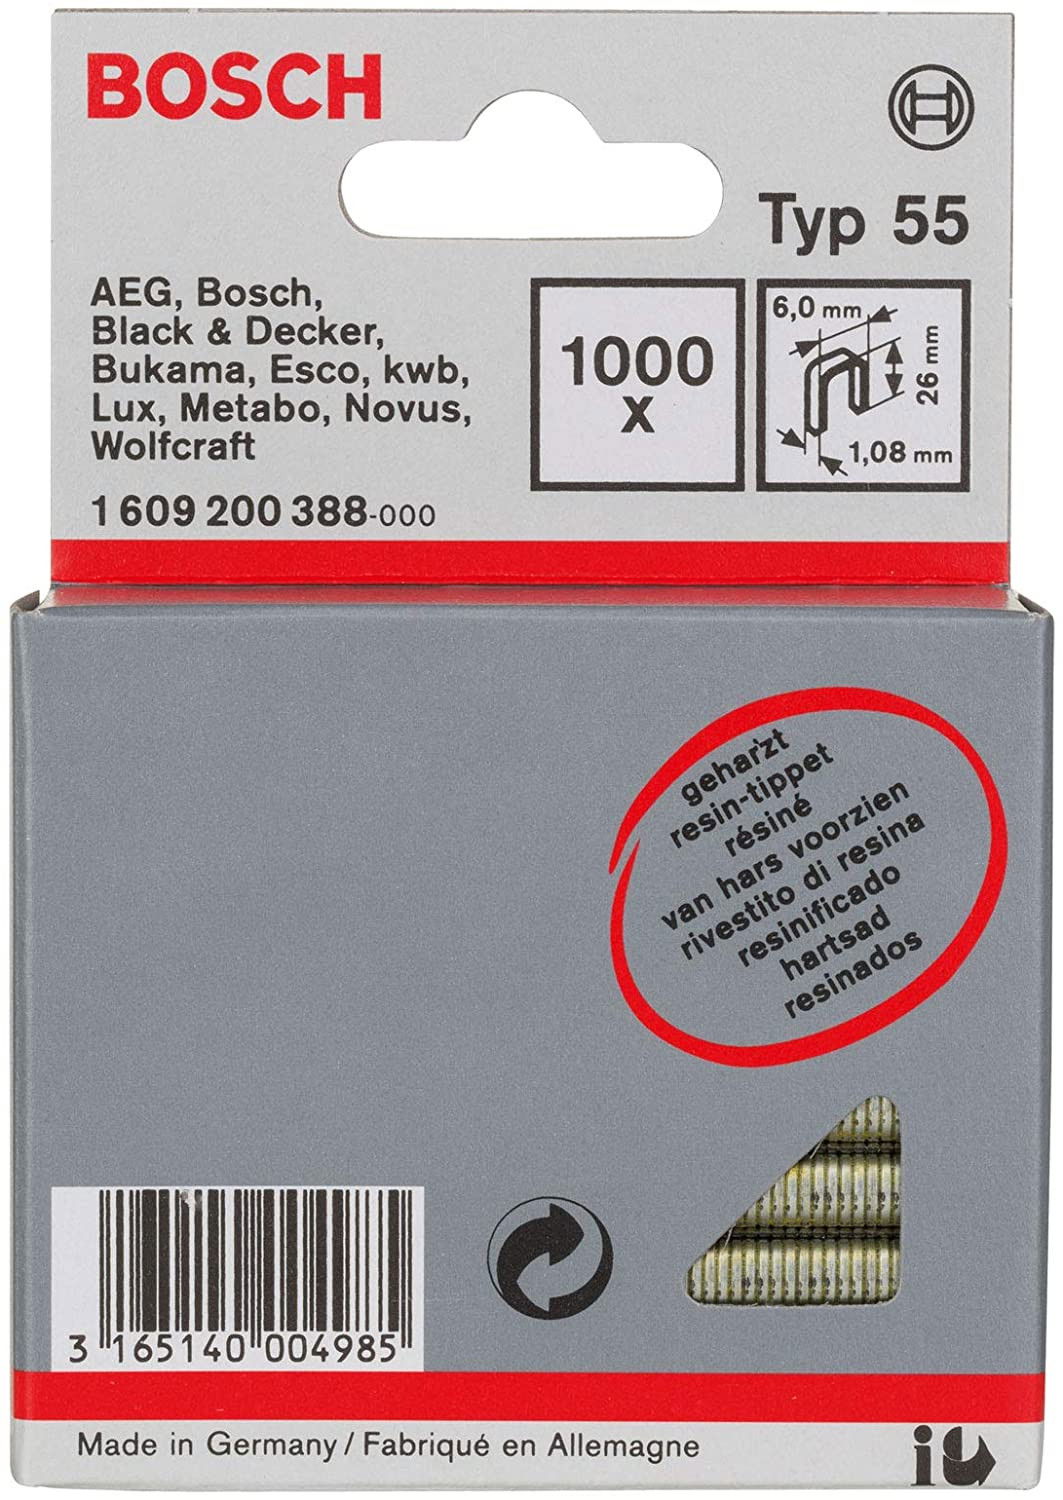 BOSCH
Typ 55
AEG, Bosch,
Black & Decker,
Bukama, Esco, kwb,
Lux, Metabo, Novus,
Wolfcraft
1 609 200 388-000
1000
x
6,0 mm
26 mm
1,08 mm
geharzt
resin-tippet
résiné
van hars voorzien
rivestito di resina
resinificado
hartsad
resinados
3 165140 004985
Made in Germany / Fabriqué en Allemagne